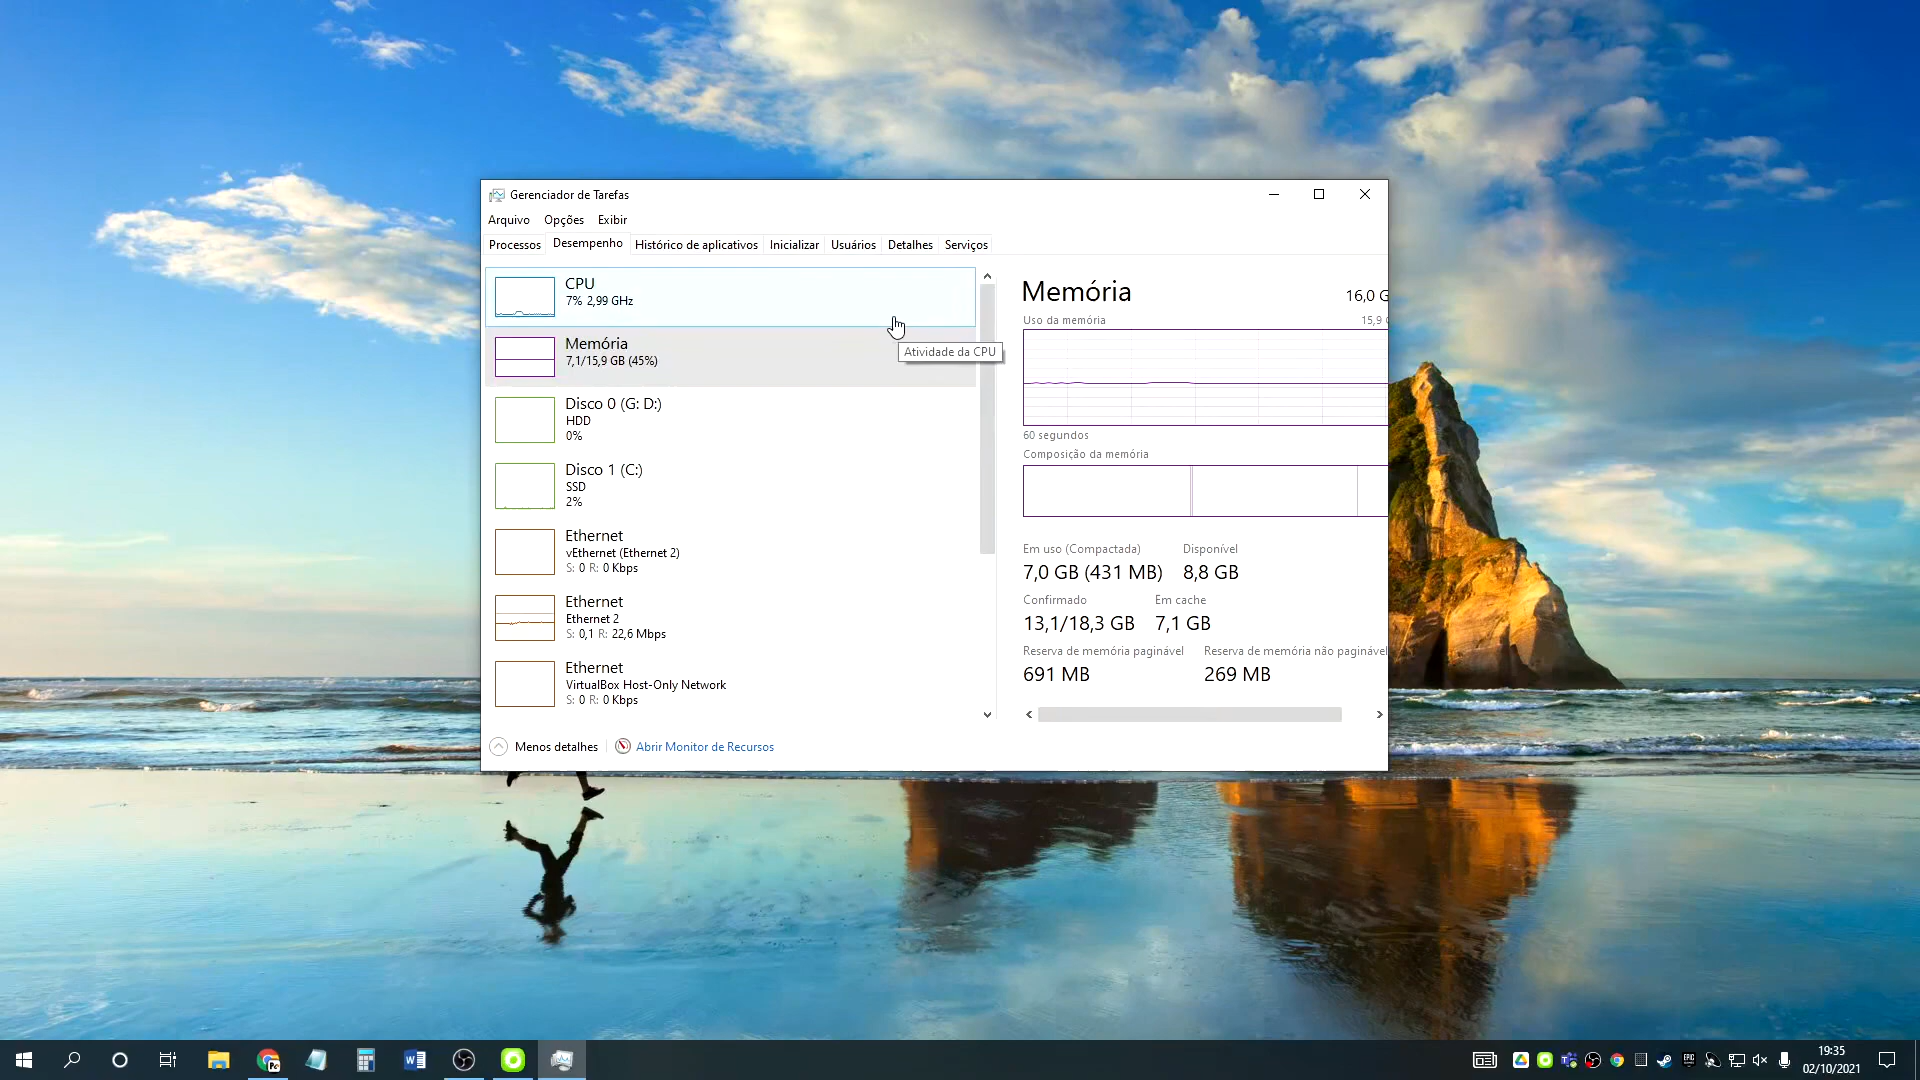 Gerenciador de Tarefas
Arquivo Opções Exibir
Processos Desempenho Histórico de aplicativos Inicializar Usuários Detalhes Serviços
CPU
7% 2,99 GHz
Memória
7,1/15,9 GB (45%)
Disco 0 (G: D:)
HDD
0%
Disco 1 (C:)
SSD
2%
Ethernet
vEthernet (Ethernet 2)
S: 0 R: 0 Kbps
Ethernet
Ethernet 2
S: 0,1 R: 22,6 Mbps
Ethernet
VirtualBox Host-Only Network
S: 0 R: 0 Kbps
Atividade da CPU
Memória 16,0 G
Uso da memória 15,9
60 segundos
Composição da memória
Em uso (Compactada) Disponível
7,0 GB (431 MB) 8,8 GB
Confirmado Em cache
13,1/18,3 GB 7,1 GB
Reserva de memória paginável Reserva de memória não paginável
691 MB 269 MB
Menos detalhes Abrir Monitor de Recursos
19:35
02/10/2021